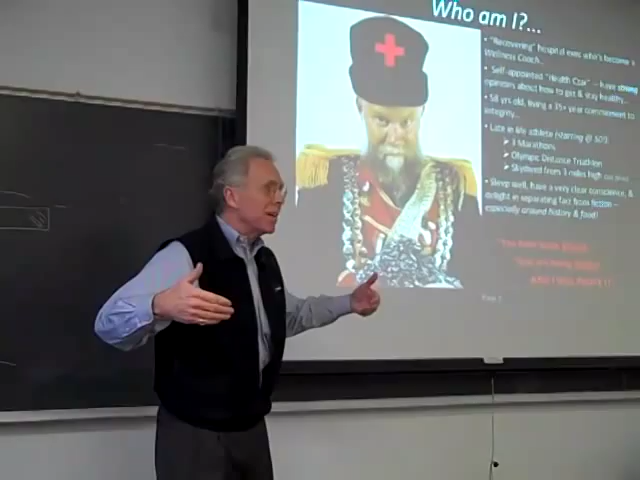 Who am I?...
• "Recovering" hospital exec who's become a
Wellness Coach...
• Self-appointed "Health Czar" – have strong
opinions about how to get & stay healthy...
• 58 yrs old, living a 35+ year commitment to
integrity...
• Late in life athlete (starting @ 50!)
➢ 3 Marathons,
➢ Olympic Distance Triathlon
➢ Skydived from 3 miles high
• Sleep well, have a very clear conscience, &
delight in separating fact from fiction –
especially around history & food!